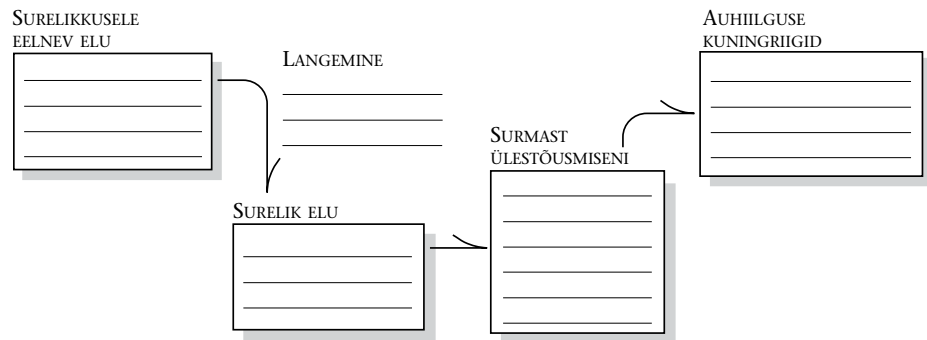 SURELIKKUSELE
EELNEV ELU
LANGEMINE
SURELIK ELU
SURMAST
ÜLESTÕUSMISENI
AUHIILGUSE
KUNINGRIIGID